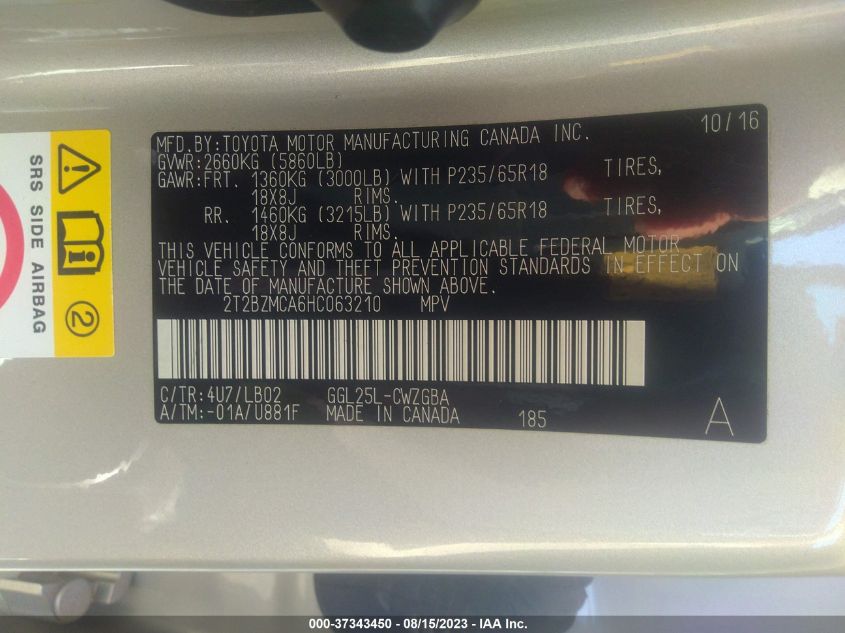 MFD.BY:TOYOTA MOTOR MANUFACTURING CANADA INC. 10/16
GVWR:2660KG (5860LB)
GAWR:FRT. 1360KG (3000LB) WITH P235/65R18 TIRES,
18X8J RIMS.
RR. 1460KG (3215LB) WITH P235/65R18 TIRES,
18X8J RIMS.
THIS VEHICLE CONFORMS TO ALL APPLICABLE FEDERAL MOTOR
VEHICLE SAFETY AND THEFT PREVENTION STANDARDS IN EFFECT ON
THE DATE OF MANUFACTURE SHOWN ABOVE.
2T2BZMCA6HC063210 MPV
C/TR:4U7/LB02 GGL25L-CWZGBA
A/TM:-01A/U881F MADE IN CANADA 185 A
SRS SIDE AIRBAG
2
000-37343450 - 08/15/2023 - IAA Inc.